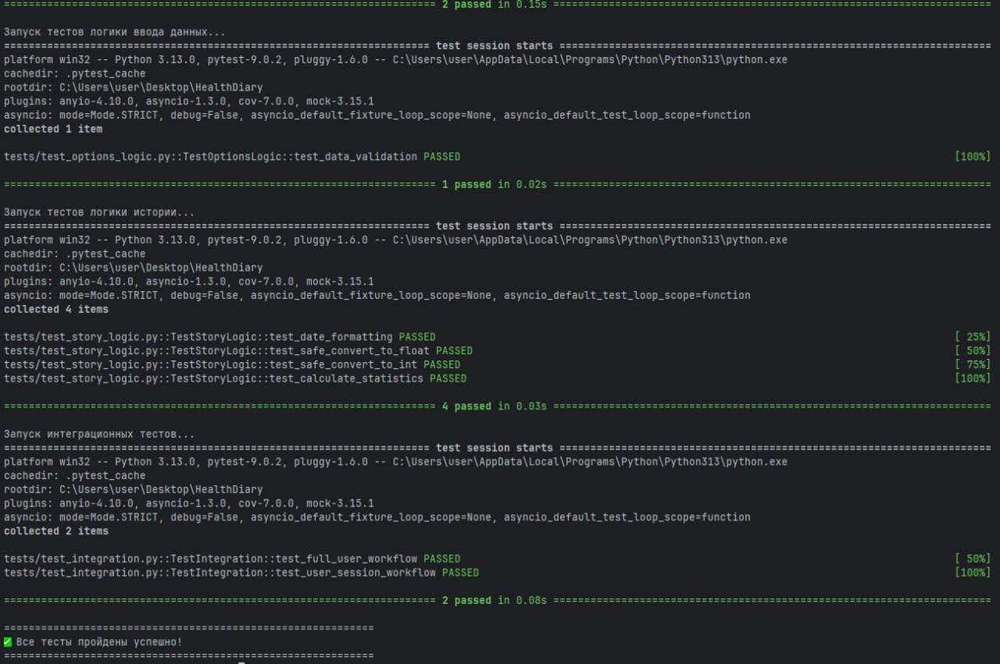 ====================================================================== 2 passed in 0.15s =======================================================================
Запуск тестов логики ввода данных...
===================================================================== test session starts ======================================================================
platform win32 -- Python 3.13.0, pytest-9.0.2, pluggy-1.6.0 -- C:\Users\user\AppData\Local\Programs\Python\Python313\python.exe
cachedir: .pytest_cache
rootdir: C:\Users\user\Desktop\HealthDiary
plugins: anyio-4.10.0, asyncio-1.3.0, cov-7.0.0, mock-3.15.1
asyncio: mode=Mode.STRICT, debug=False, asyncio_default_fixture_loop_scope=None, asyncio_default_test_loop_scope=function
collected 1 item
tests/test_options_logic.py::TestOptionsLogic::test_data_validation PASSED [100%]
====================================================================== 1 passed in 0.02s =======================================================================
Запуск тестов логики истории...
===================================================================== test session starts ======================================================================
platform win32 -- Python 3.13.0, pytest-9.0.2, pluggy-1.6.0 -- C:\Users\user\AppData\Local\Programs\Python\Python313\python.exe
cachedir: .pytest_cache
rootdir: C:\Users\user\Desktop\HealthDiary
plugins: anyio-4.10.0, asyncio-1.3.0, cov-7.0.0, mock-3.15.1
asyncio: mode=Mode.STRICT, debug=False, asyncio_default_fixture_loop_scope=None, asyncio_default_test_loop_scope=function
collected 4 items
tests/test_story_logic.py::TestStoryLogic::test_date_formatting PASSED [ 25%]
tests/test_story_logic.py::TestStoryLogic::test_safe_convert_to_float PASSED [ 50%]
tests/test_story_logic.py::TestStoryLogic::test_safe_convert_to_int PASSED [ 75%]
tests/test_story_logic.py::TestStoryLogic::test_calculate_statistics PASSED [100%]
====================================================================== 4 passed in 0.03s =======================================================================
Запуск интеграционных тестов...
===================================================================== test session starts ======================================================================
platform win32 -- Python 3.13.0, pytest-9.0.2, pluggy-1.6.0 -- C:\Users\user\AppData\Local\Programs\Python\Python313\python.exe
cachedir: .pytest_cache
rootdir: C:\Users\user\Desktop\HealthDiary
plugins: anyio-4.10.0, asyncio-1.3.0, cov-7.0.0, mock-3.15.1
asyncio: mode=Mode.STRICT, debug=False, asyncio_default_fixture_loop_scope=None, asyncio_default_test_loop_scope=function
collected 2 items
tests/test_integration.py::TestIntegration::test_full_user_workflow PASSED [ 50%]
tests/test_integration.py::TestIntegration::test_user_session_workflow PASSED [100%]
====================================================================== 2 passed in 0.08s =======================================================================
============================================================
✅ Все тесты пройдены успешно!
============================================================